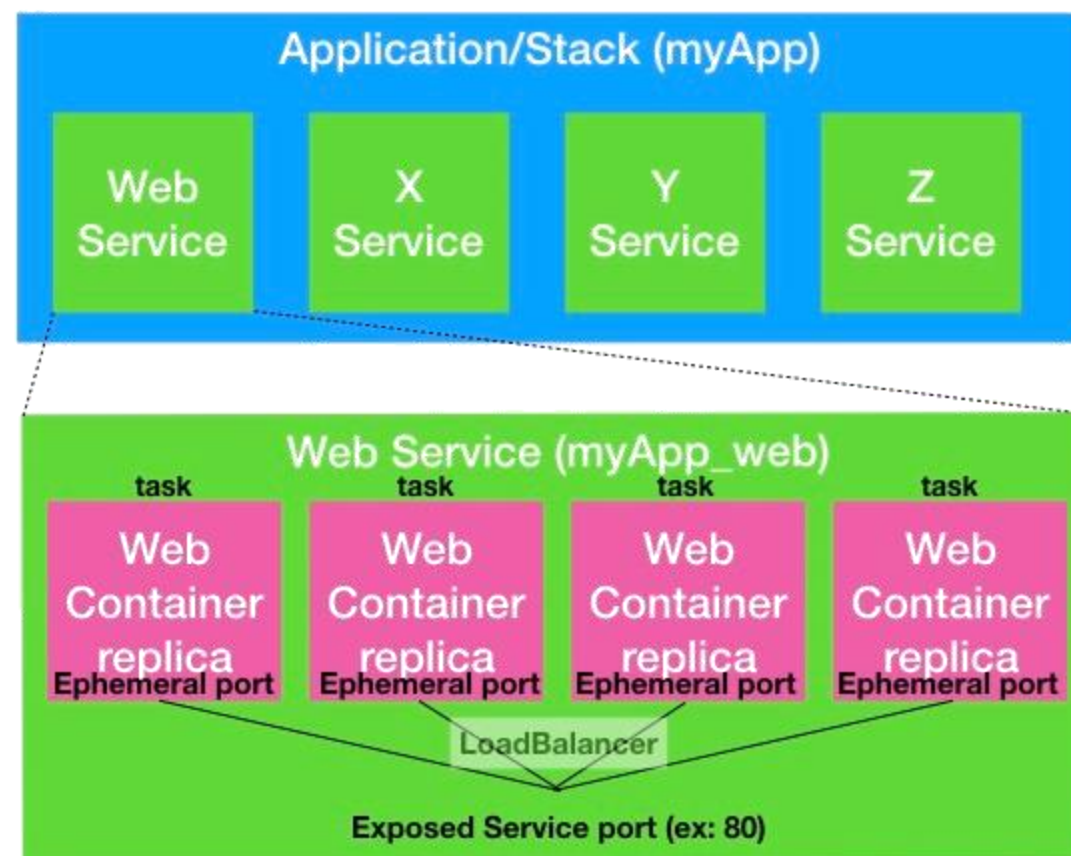 Application/Stack (myApp)
Web
Service
X
Service
Y
Service
Z
Service
Web Service (myApp_web)
task
Web
Container
replica
Ephemeral port
task
Web
Container
replica
Ephemeral port
task
Web
Container
replica
Ephemeral port
task
Web
Container
replica
Ephemeral port
LoadBalancer
Exposed Service port (ex: 80)